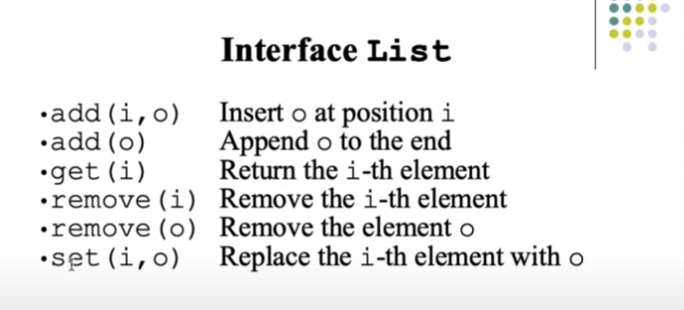 Interface List
•add(i,o) Insert o at position i
•add(o) Append o to the end
•get(i) Return the i-th element
•remove(i) Remove the i-th element
•remove(o) Remove the element o
•set(i,o) Replace the i-th element with o